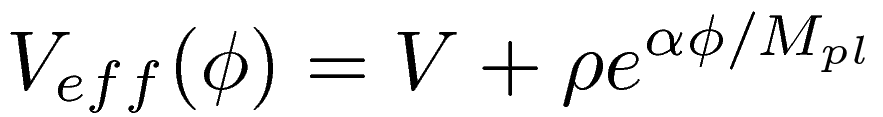 $V_{eff}(\phi) = V + \rho e^{\alpha\phi/M_{pl}}$